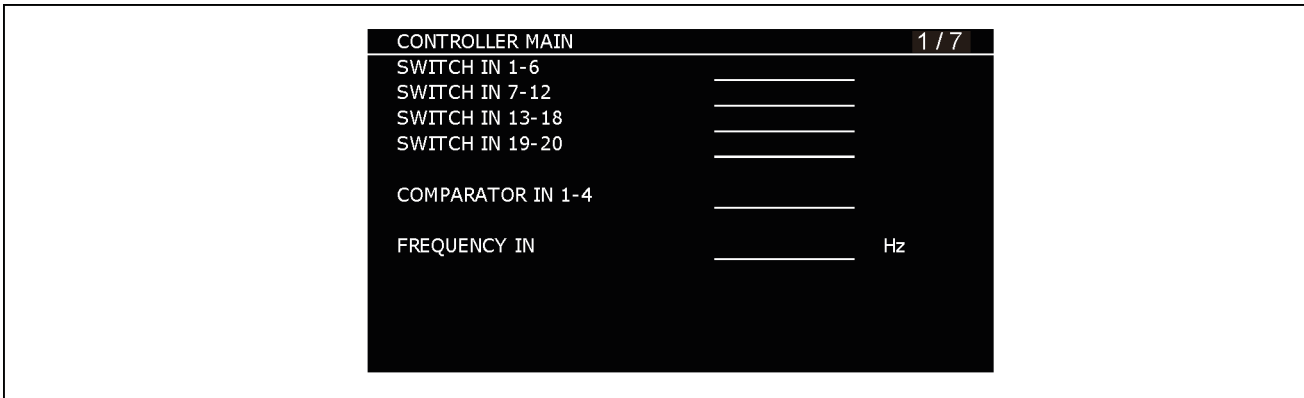 CONTROLLER MAIN 1 / 7
SWITCH IN 1-6
SWITCH IN 7-12
SWITCH IN 13-18
SWITCH IN 19-20
COMPARATOR IN 1-4
FREQUENCY IN Hz